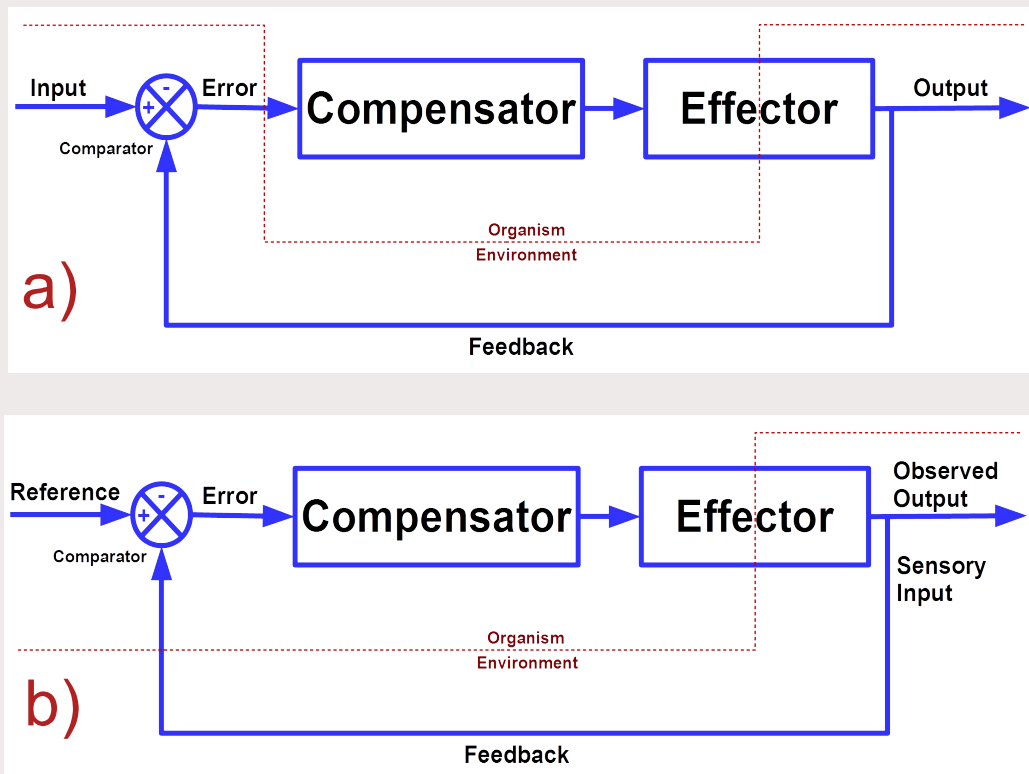 Input
-
+
Error
Comparator
Compensator
Effector
Output
Organism
Environment
a)
Feedback
Reference
-
+
Error
Comparator
Compensator
Effector
Observed
Output
Sensory
Input
Organism
Environment
b)
Feedback